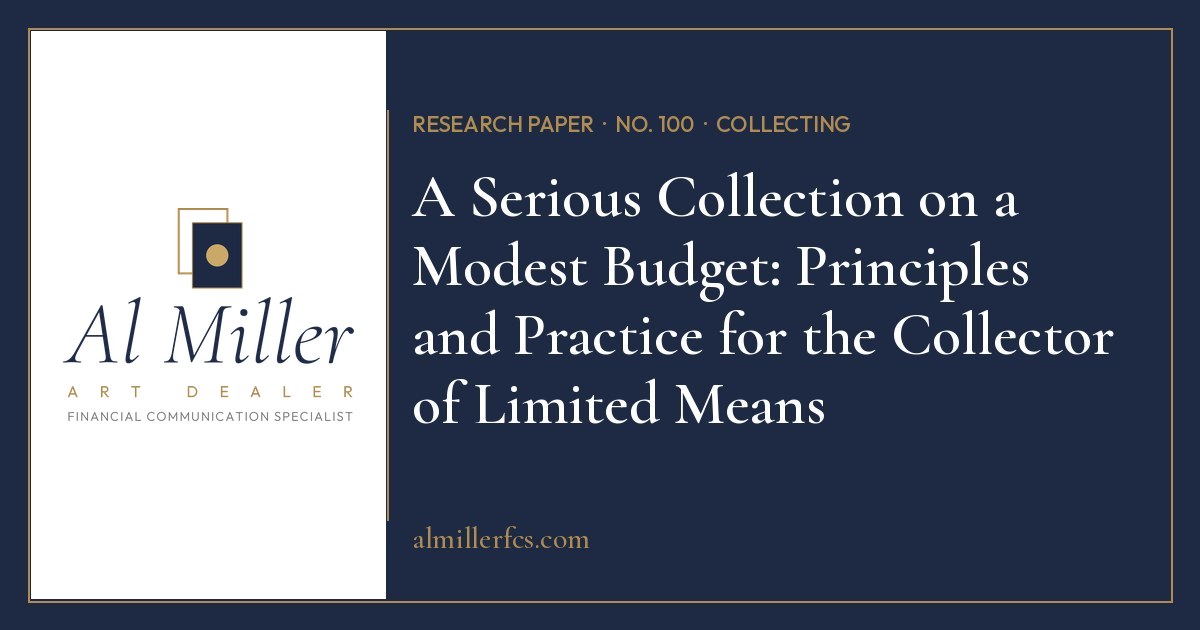 Al Miller
ART DEALER
FINANCIAL COMMUNICATION SPECIALIST
RESEARCH PAPER · NO. 100 · COLLECTING
A Serious Collection on a
Modest Budget: Principles
and Practice for the Collector
of Limited Means
almillerfcs.com